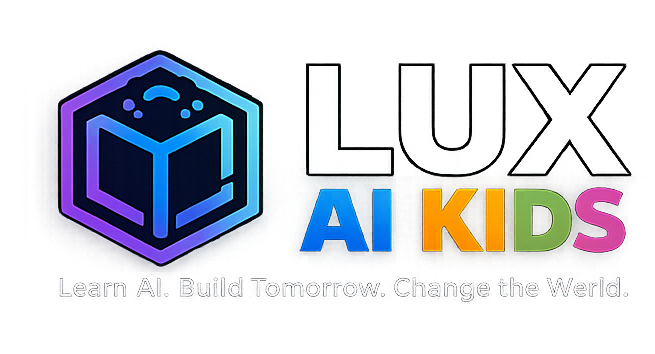 LUX
AI KIDS
Learn AI. Build Tomorrow. Change the Werld.